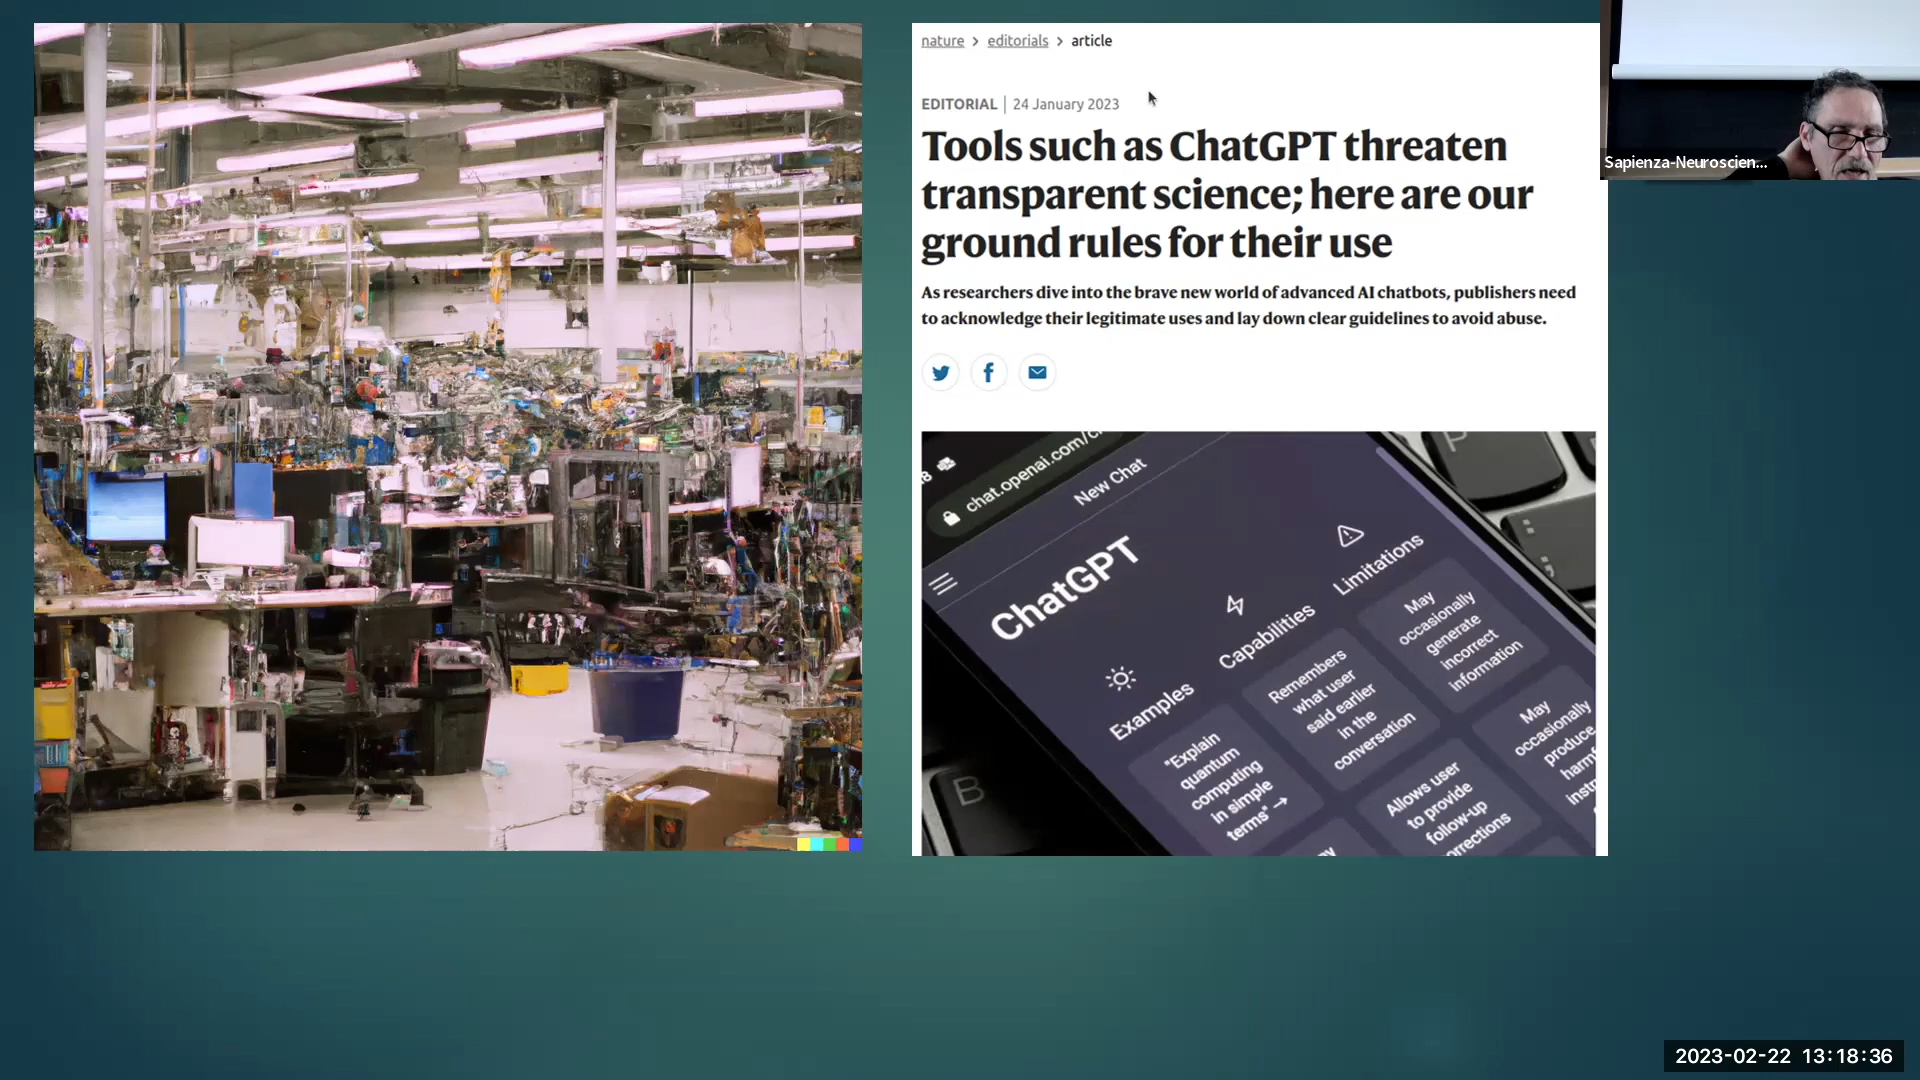 nature > editorials > article
EDITORIAL | 24 January 2023
Tools such as ChatGPT threaten
transparent science; here are our
ground rules for their use
As researchers dive into the brave new world of advanced AI chatbots, publishers need
to acknowledge their legitimate uses and lay down clear guidelines to avoid abuse.
chat.openai.com/c
New Chat
ChatGPT
Examples
"Explain
quantum
computing
in simple
terms" →
Capabilities
Remembers
what user
said earlier
in the
conversation
Allows user
to provide
follow-up
corrections
Limitations
May
occasionally
generate
incorrect
information
May
occasionally
produce
P
B
Sapienza-Neuroscien...
2023-02-22 13:18:36